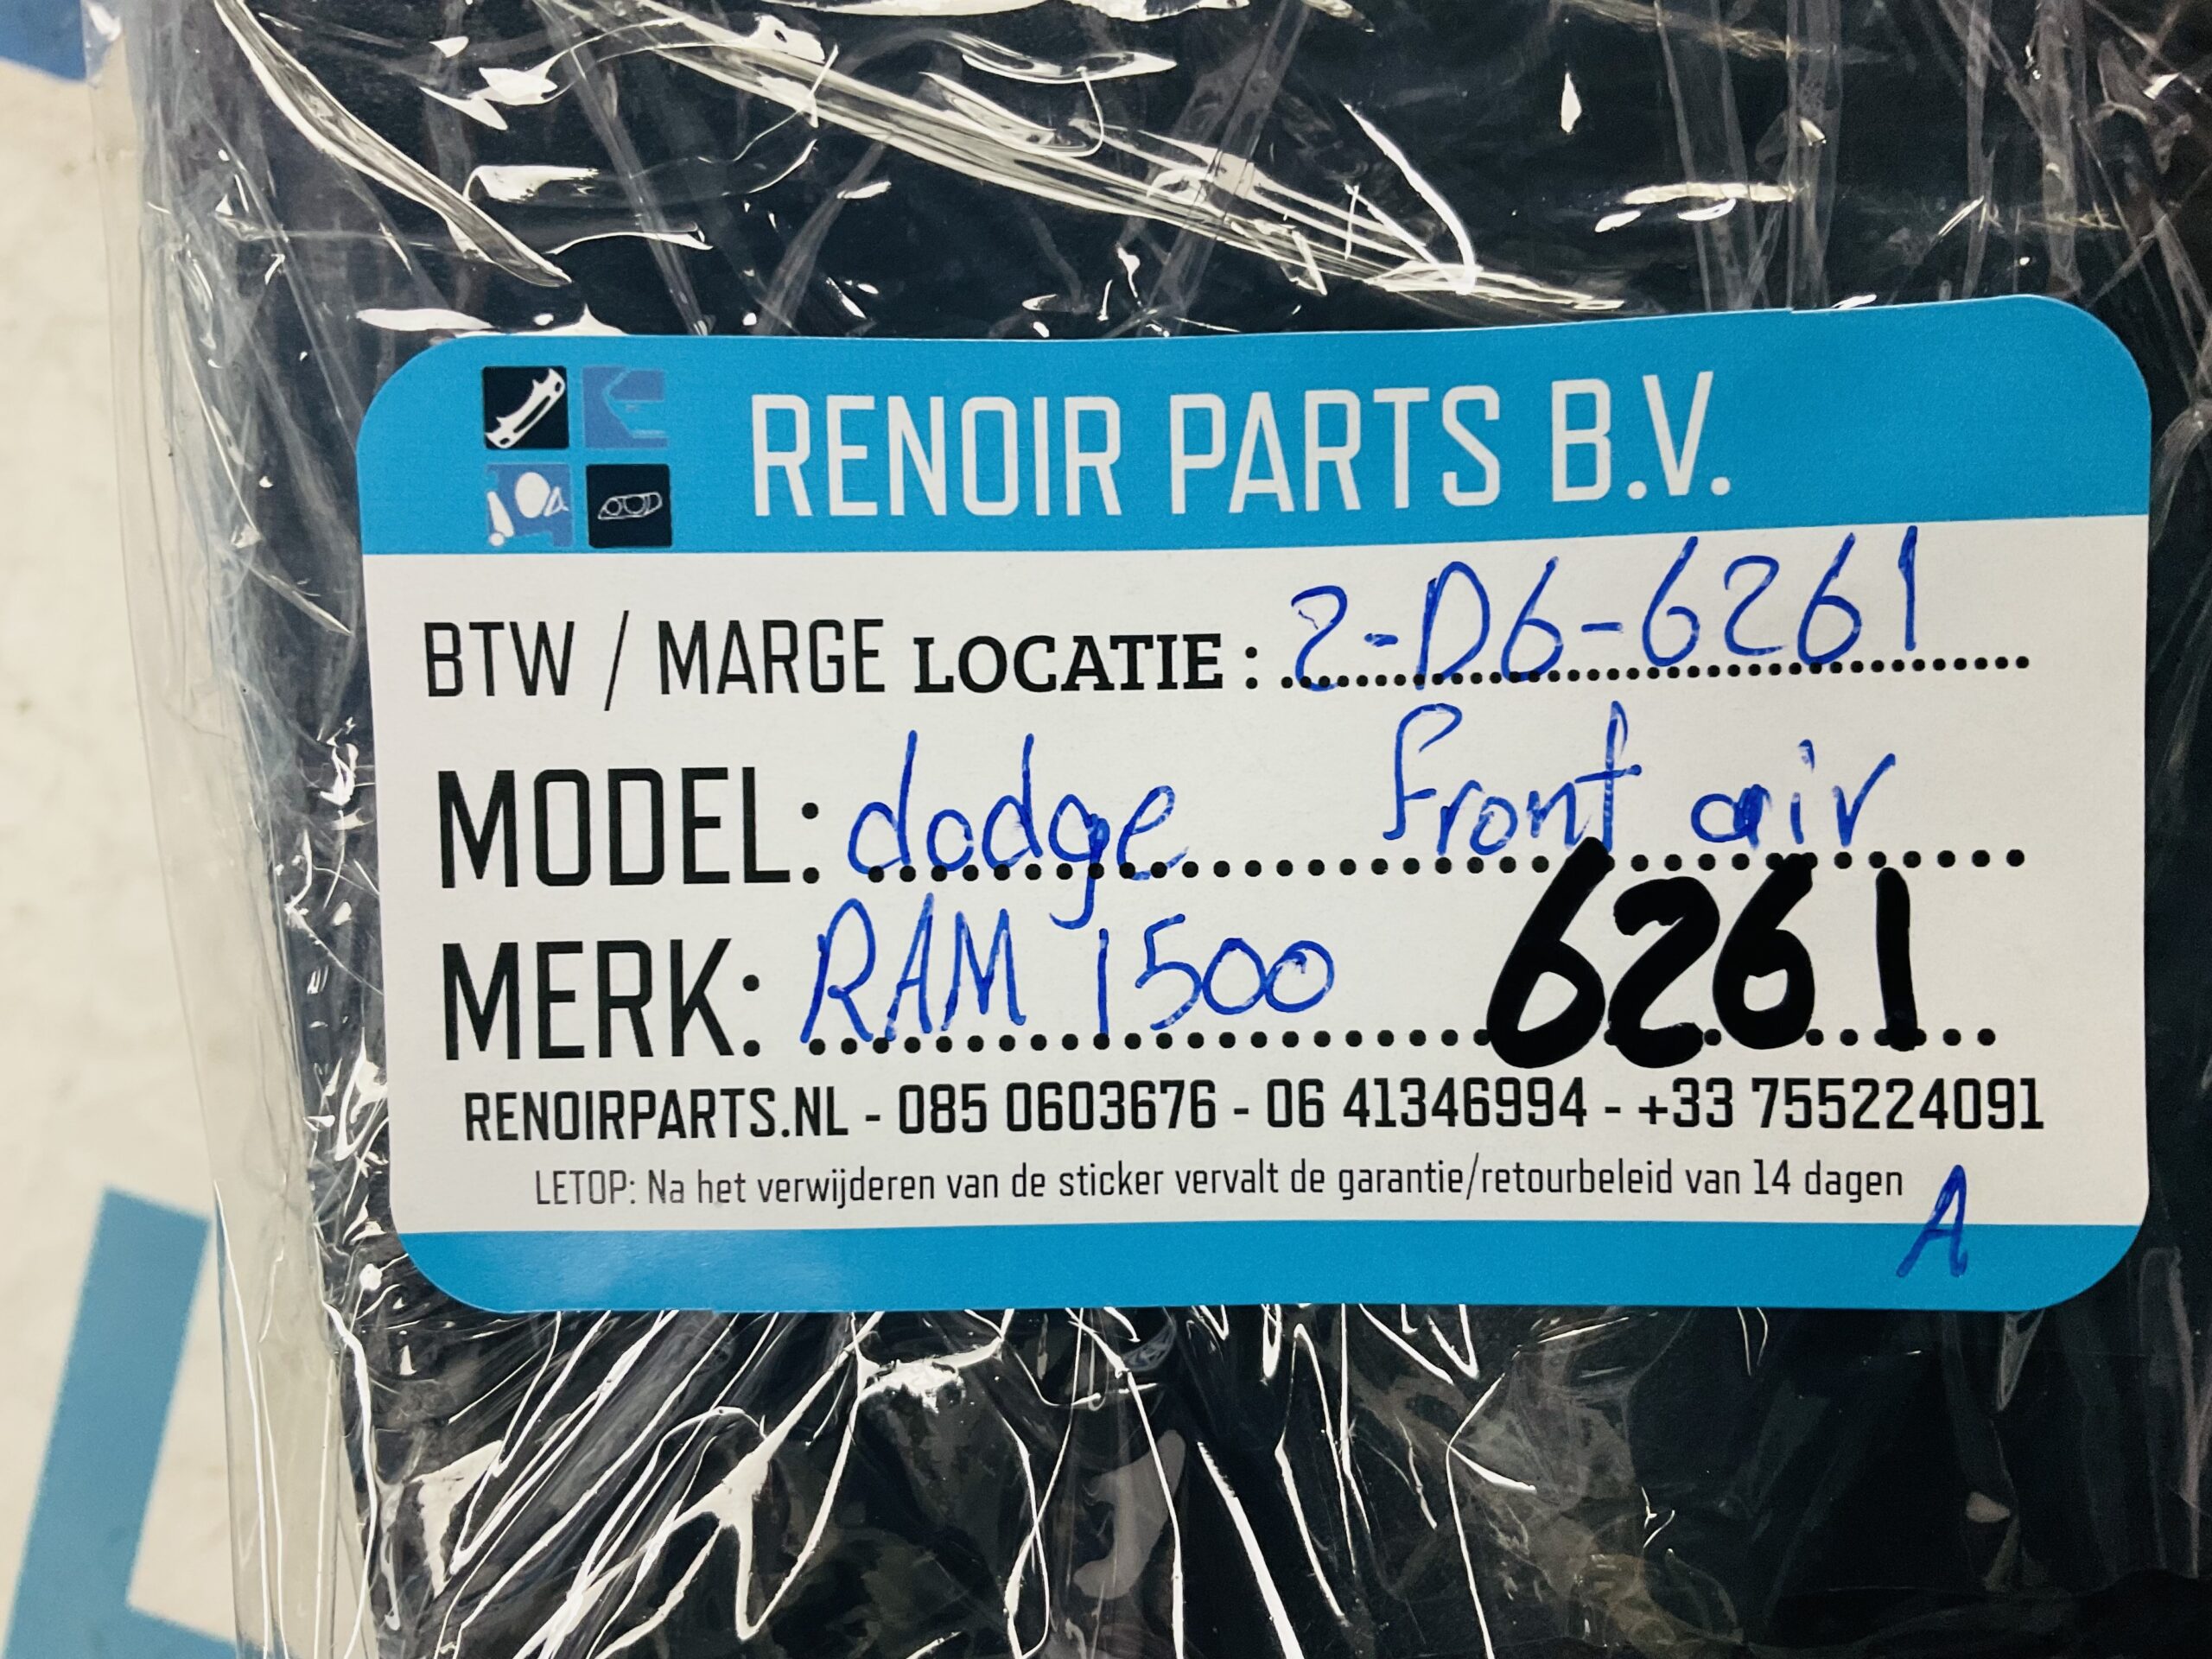 RENOIR PARTS B.V.
BTW / MARGE LOCATIE : 2-D6-6261
MODEL: dodge front air
MERK: RAM 1500 6261
RENOIRPARTS.NL - 085 0603676 - 06 41346994 - +33 755224091
LETOP: Na het verwijderen van de sticker vervalt de garantie/retourbeleid van 14 dagen
A